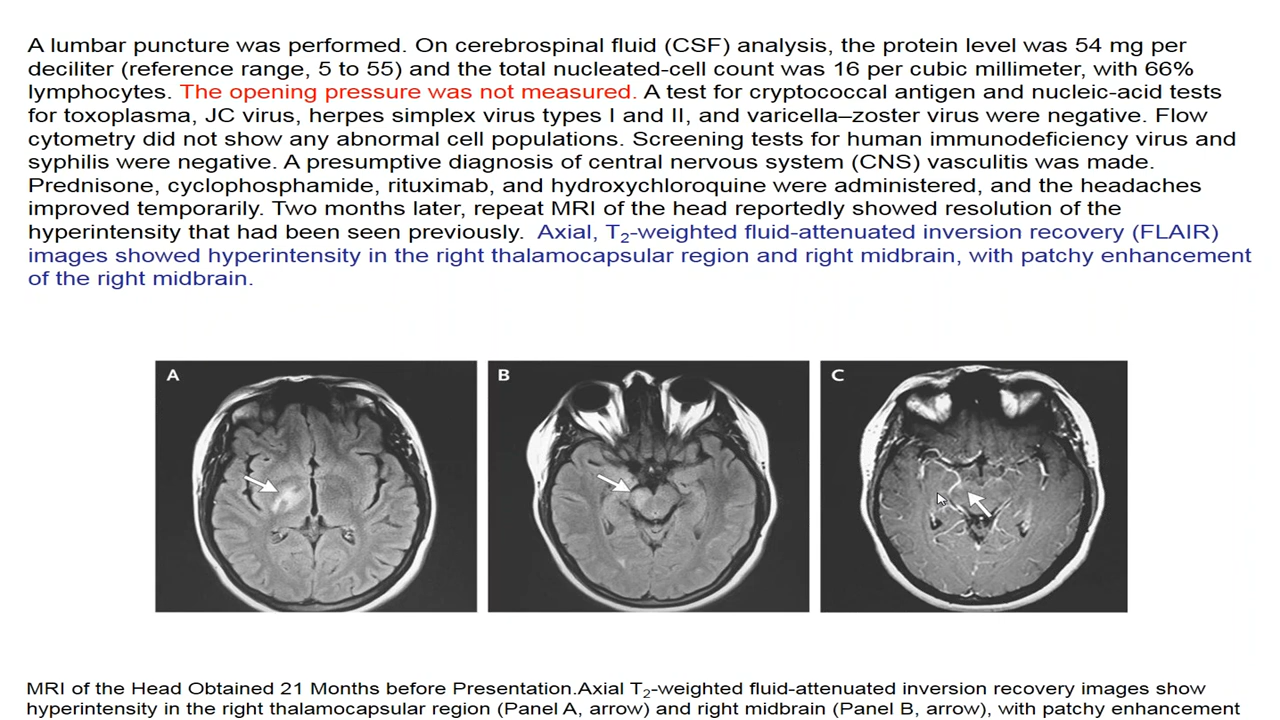 A lumbar puncture was performed. On cerebrospinal fluid (CSF) analysis, the protein level was 54 mg per
deciliter (reference range, 5 to 55) and the total nucleated-cell count was 16 per cubic millimeter, with 66%
lymphocytes. The opening pressure was not measured. A test for cryptococcal antigen and nucleic-acid tests
for toxoplasma, JC virus, herpes simplex virus types I and II, and varicella–zoster virus were negative. Flow
cytometry did not show any abnormal cell populations. Screening tests for human immunodeficiency virus and
syphilis were negative. A presumptive diagnosis of central nervous system (CNS) vasculitis was made.
Prednisone, cyclophosphamide, rituximab, and hydroxychloroquine were administered, and the headaches
improved temporarily. Two months later, repeat MRI of the head reportedly showed resolution of the
hyperintensity that had been seen previously. Axial, T2-weighted fluid-attenuated inversion recovery (FLAIR)
images showed hyperintensity in the right thalamocapsular region and right midbrain, with patchy enhancement
of the right midbrain.
A B C
MRI of the Head Obtained 21 Months before Presentation.Axial T2-weighted fluid-attenuated inversion recovery images show
hyperintensity in the right thalamocapsular region (Panel A, arrow) and right midbrain (Panel B, arrow), with patchy enhancement